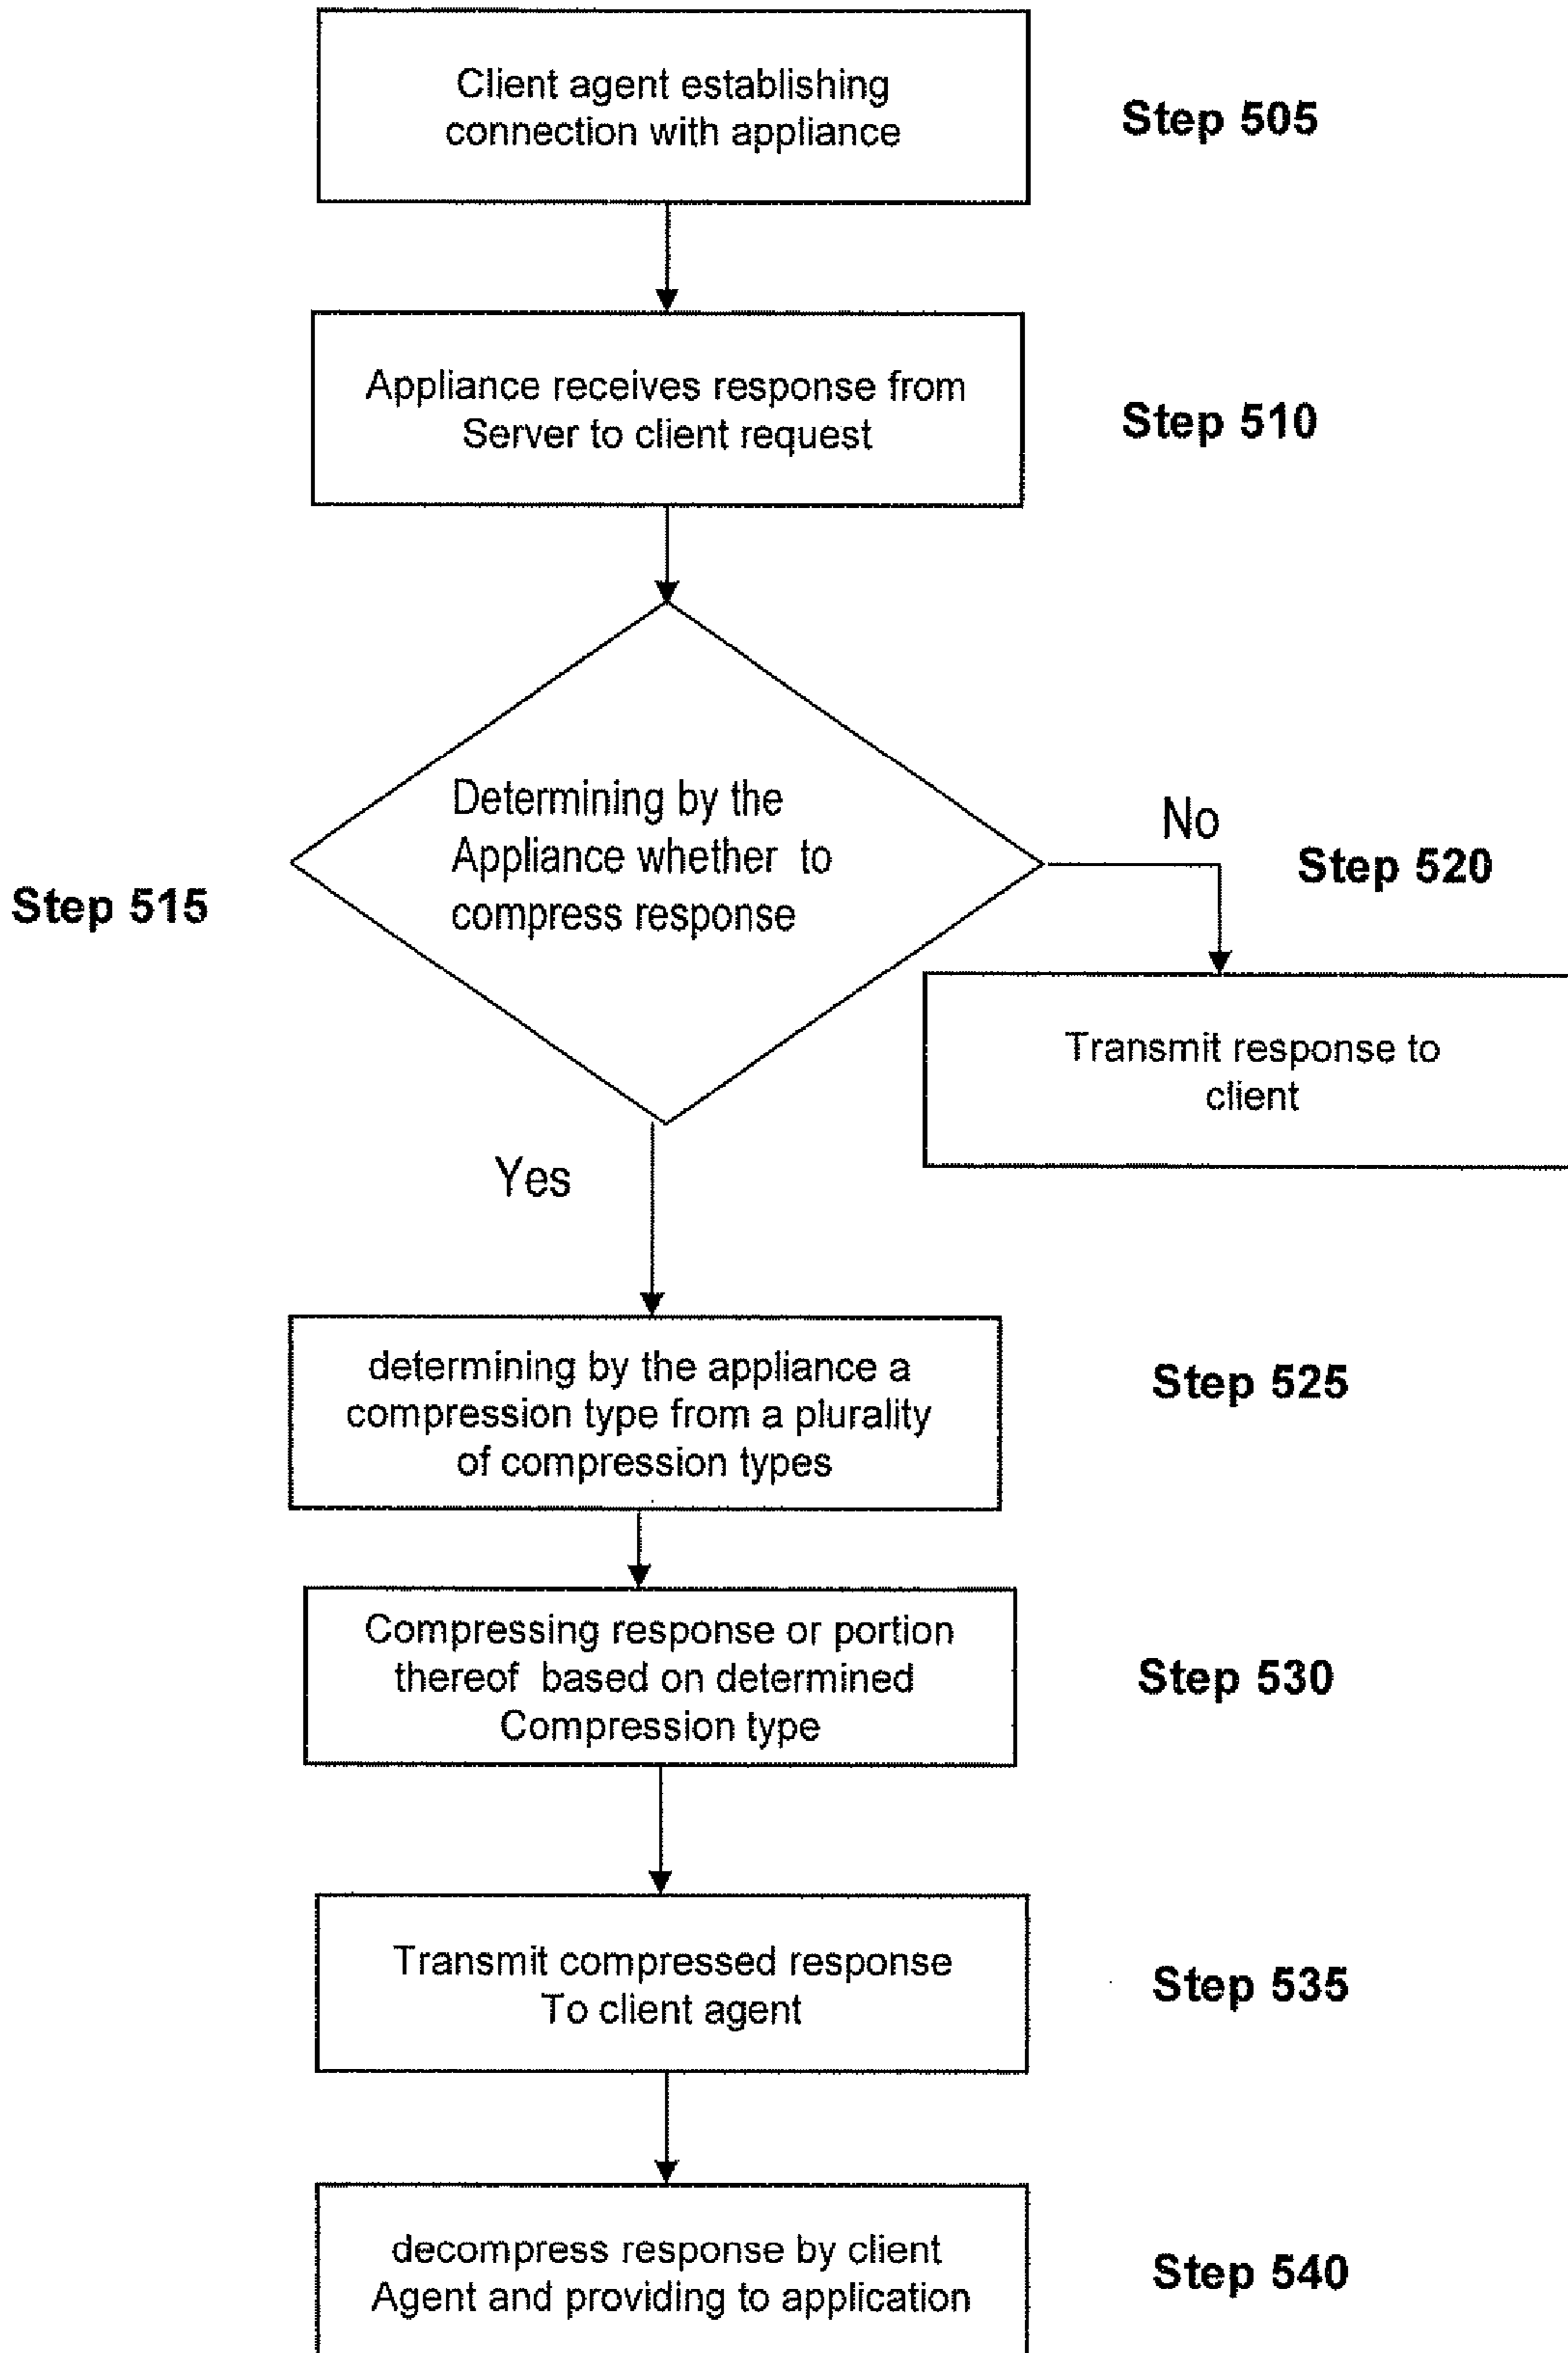 Client agent establishing
connection with appliance
Step 505
Appliance receives response from
Server to client request
Step 510
Determining by the
Appliance whether to
compress response
Step 515
No
Step 520
Transmit response to
client
Yes
determining by the appliance a
compression type from a plurality
of compression types
Step 525
Compressing response or portion
thereof based on determined
Compression type
Step 530
Transmit compressed response
To client agent
Step 535
decompress response by client
Agent and providing to application
Step 540